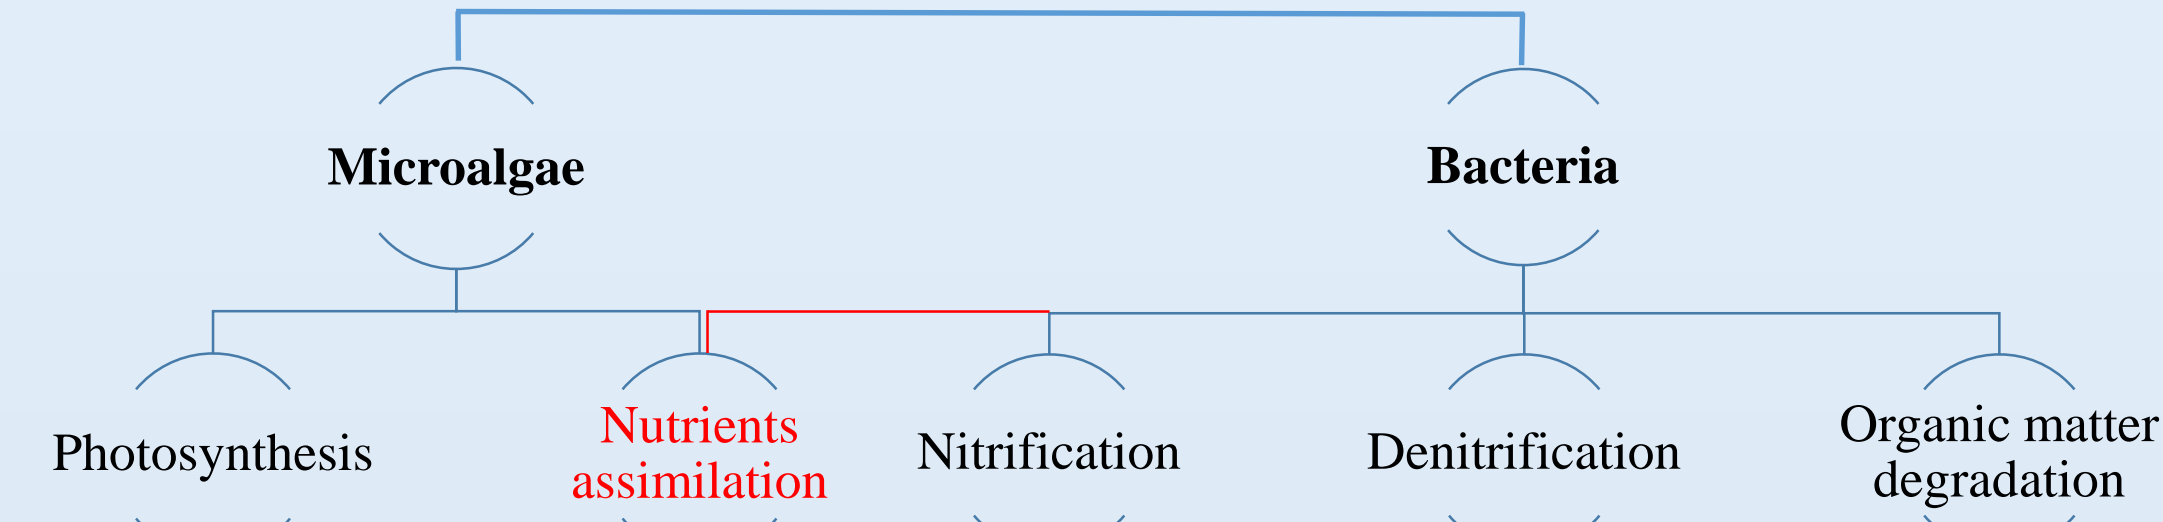 Microalgae
Bacteria
Photosynthesis
Nutrients
assimilation
Nitrification
Denitrification
Organic matter
degradation